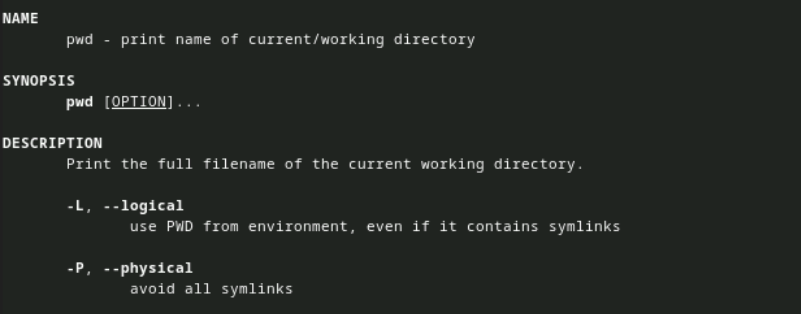 NAME
pwd - print name of current/working directory
SYNOPSIS
pwd [OPTION]...
DESCRIPTION
Print the full filename of the current working directory.
-L, --logical
use PWD from environment, even if it contains symlinks
-P, --physical
avoid all symlinks